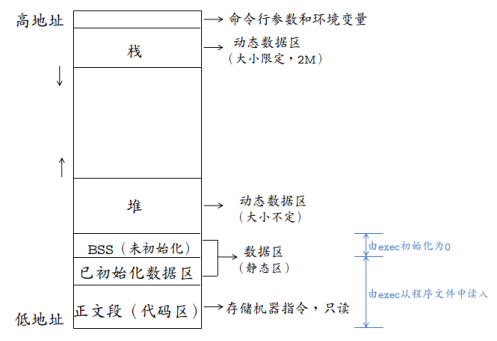 高地址
命令行参数和环境变量
栈
动态数据区
(大小限定，2M)
堆
动态数据区
(大小不定)
BSS（未初始化）
已初始化数据区
数据区
(静态区)
由exec初始化为0
由exec从程序文件中读入
正文段（代码区）
存储机器指令，只读
低地址